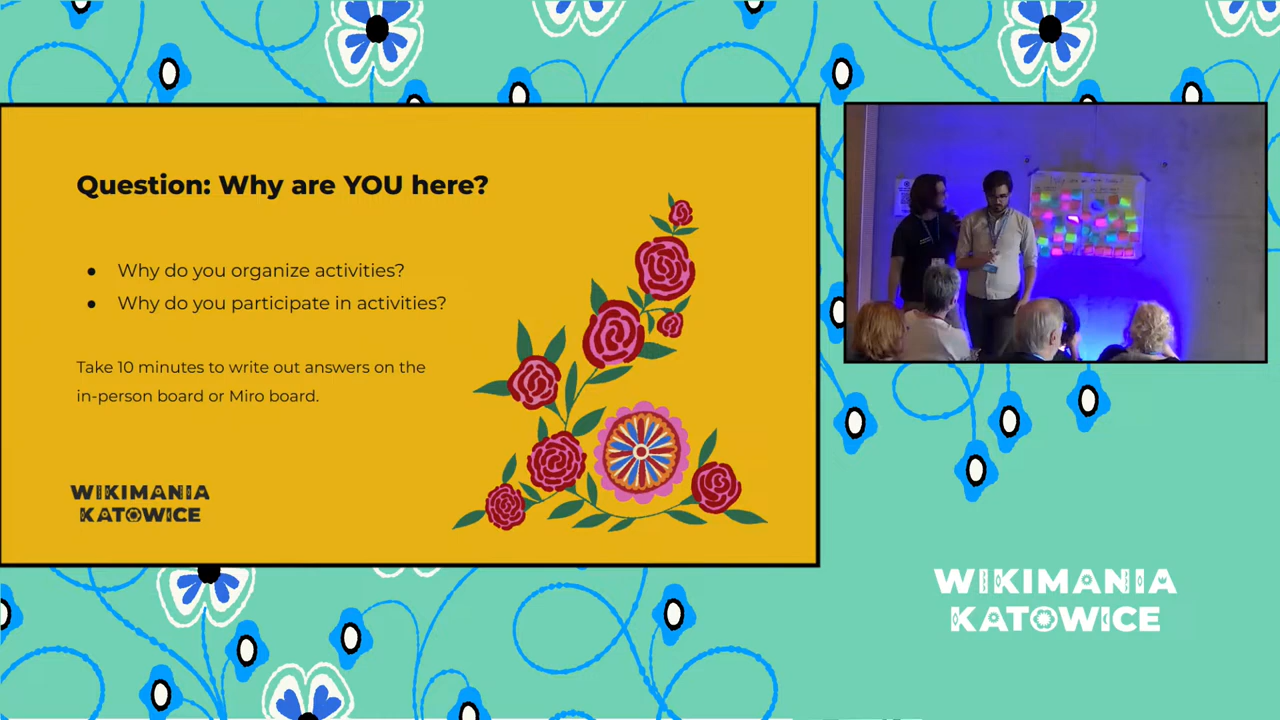 Question: Why are YOU here?
● Why do you organize activities?
● Why do you participate in activities?
Take 10 minutes to write out answers on the
in-person board or Miro board.
WIKIMANIA
KATOWICE
WIKIMANIA
KATOWICE